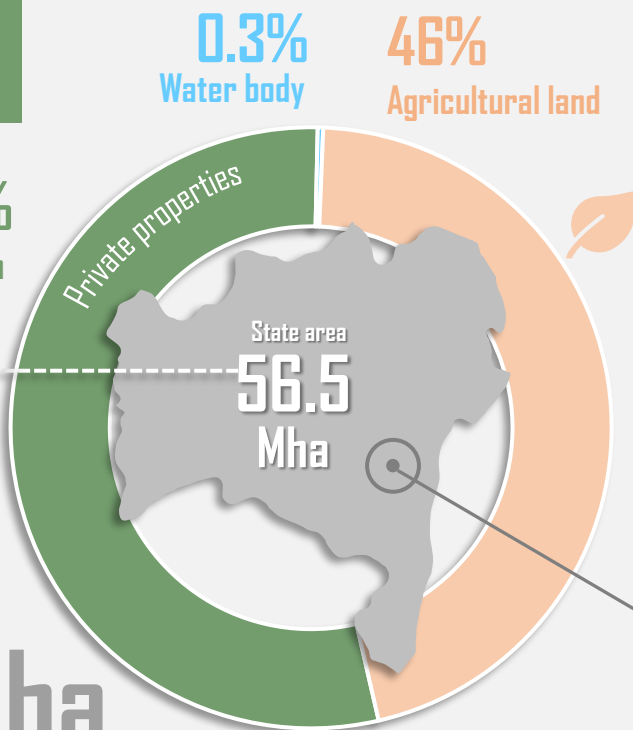 0.3%
Water body
46%
Agricultural land
%
Private properties
State area
56.5
Mha
ha